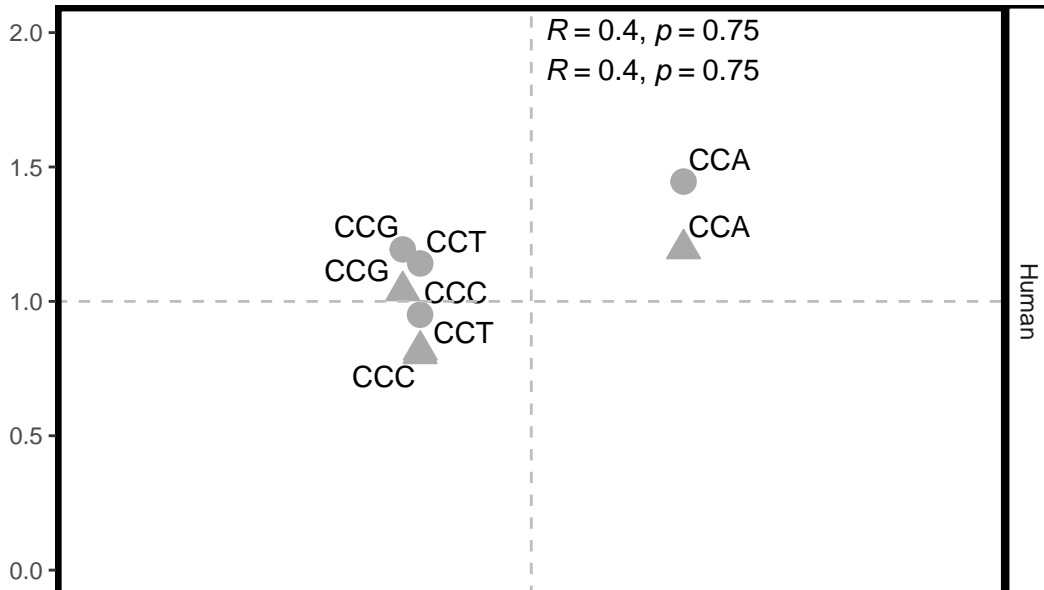 2.0
R = 0.4, p = 0.75
R = 0.4, p = 0.75
1.5
CCA
CCA
CCG
CCT
CCG
CCC
1.0
CCT
CCC
0.5
0.0
Human